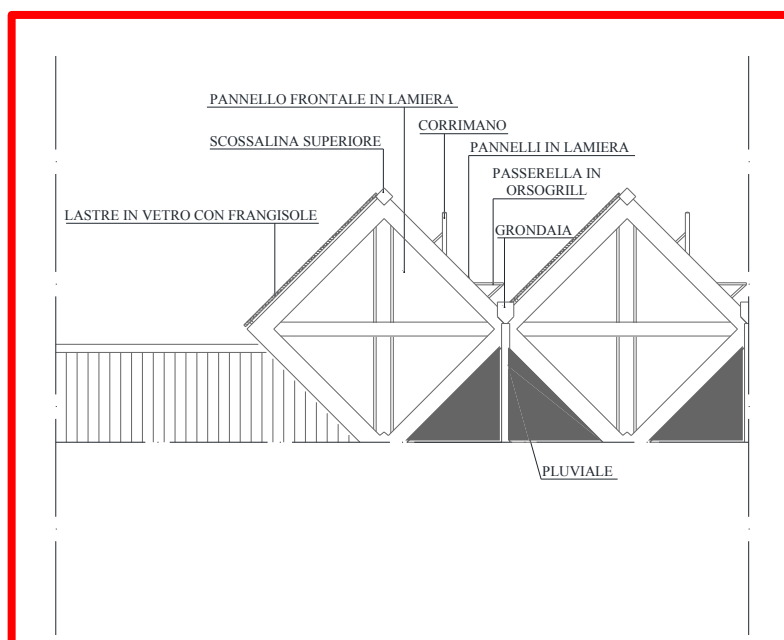 PANNELLO FRONTALE IN LAMIERA
CORRIMANO
SCOSSALINA SUPERIORE
PANNELLI IN LAMIERA
PASSERELLA IN
ORSOGRILL
LASTRE IN VETRO CON FRANGISOLE
GRONDAIA
PLUVIALE